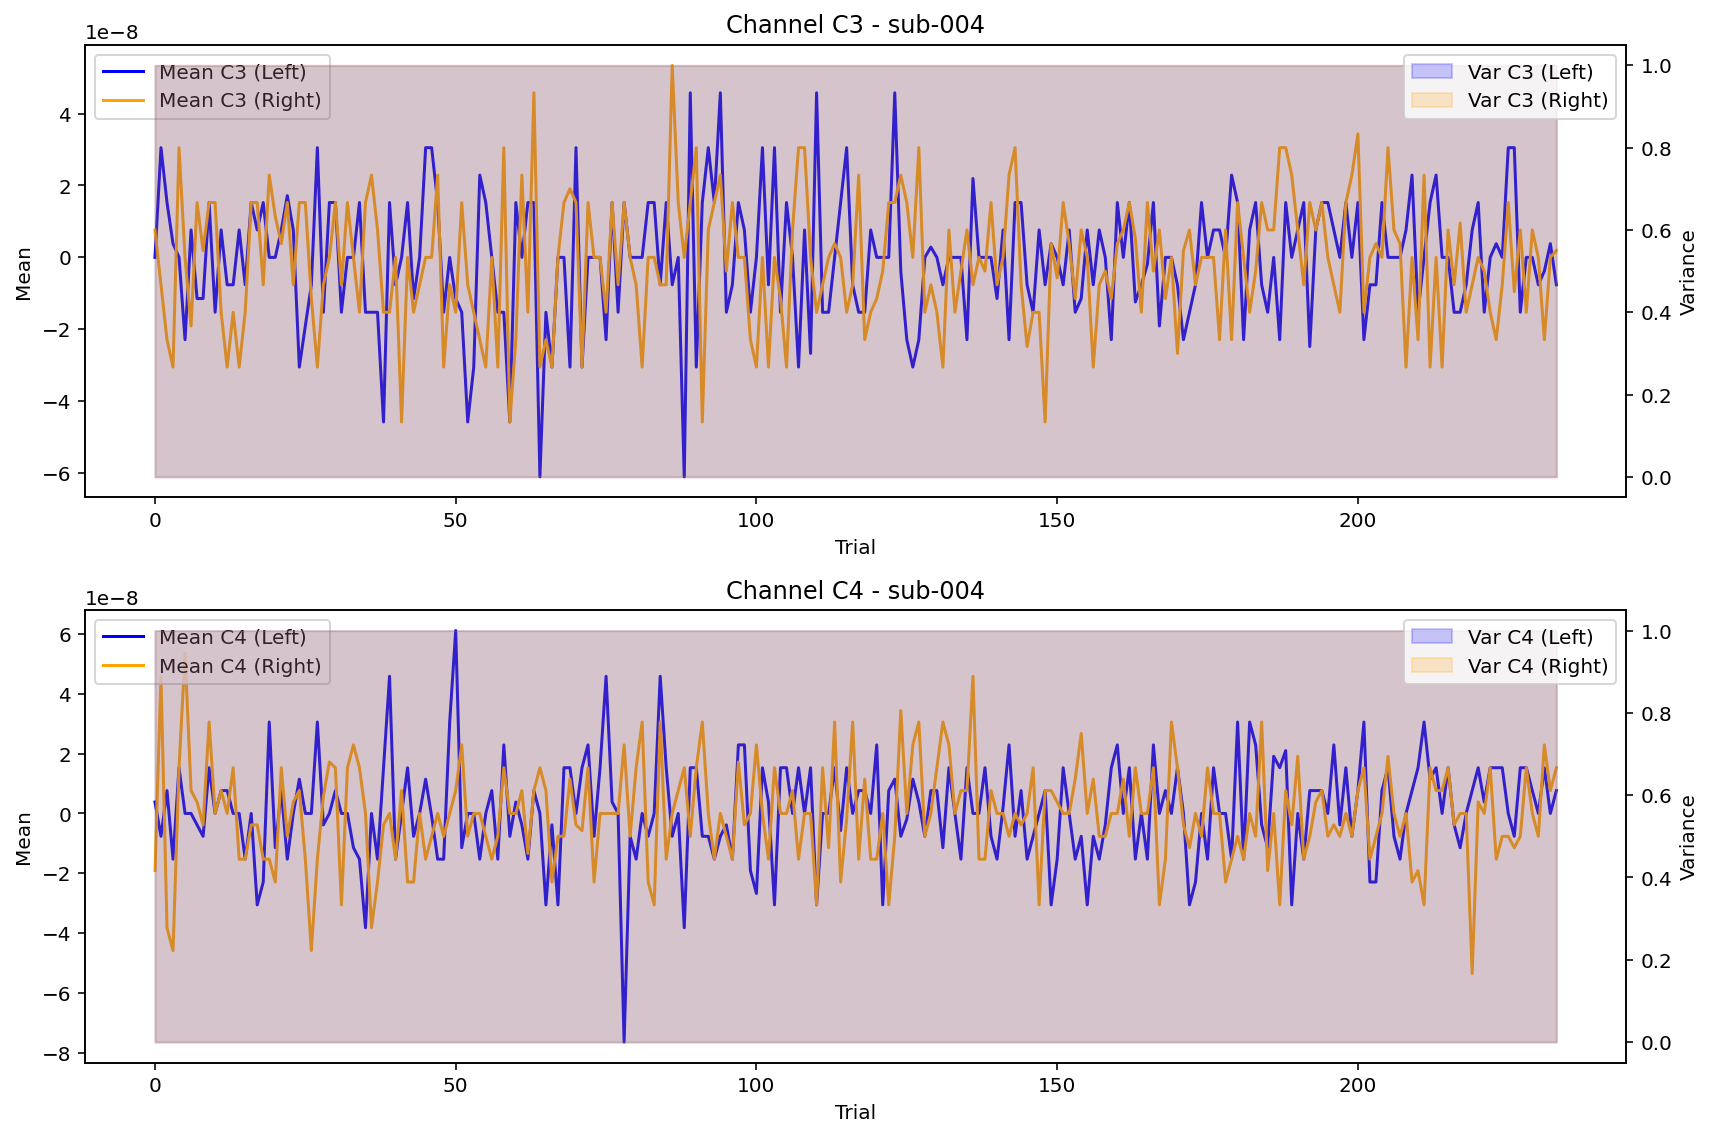 Channel C3 - sub-004
1e−8
Mean C3 (Left)
Mean C3 (Right)
Var C3 (Left)
Var C3 (Right)
4
2
0
−2
−4
−6
Mean
1.0
0.8
0.6
0.4
0.2
0.0
Variance
0 50 100 150 200
Trial
Channel C4 - sub-004
1e−8
Mean C4 (Left)
Mean C4 (Right)
Var C4 (Left)
Var C4 (Right)
6
4
2
0
−2
−4
−6
−8
Mean
1.0
0.8
0.6
0.4
0.2
0.0
Variance
0 50 100 150 200
Trial